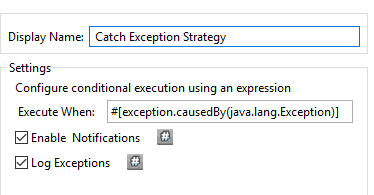 Display Name: Catch Exception Strategy
Settings
Configure conditional execution using an expression
Execute When: #[exception.causedBy(java.lang.Exception)]
Enable Notifications #
Log Exceptions #